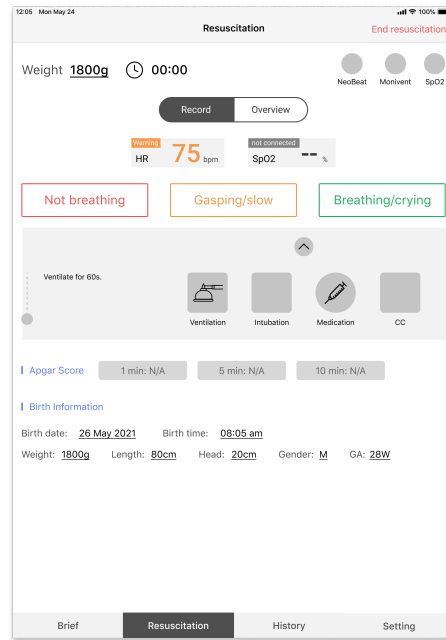 12:05 Mon May 24 100%
Resuscitation End resuscitation
Weight 1800g 00:00
NeoBeat Monivent SpO2
Record Overview
Warning not connected
HR 75 bpm SpO2 -- %
Not breathing Gasping/slow Breathing/crying
Ventilate for 60s.
Ventilation Intubation Medication CC
Apgar Score 1 min: N/A 5 min: N/A 10 min: N/A
Birth Information
Birth date: 26 May 2021 Birth time: 08:05 am
Weight: 1800g Length: 80cm Head: 20cm Gender: M GA: 28W
Brief Resuscitation History Setting